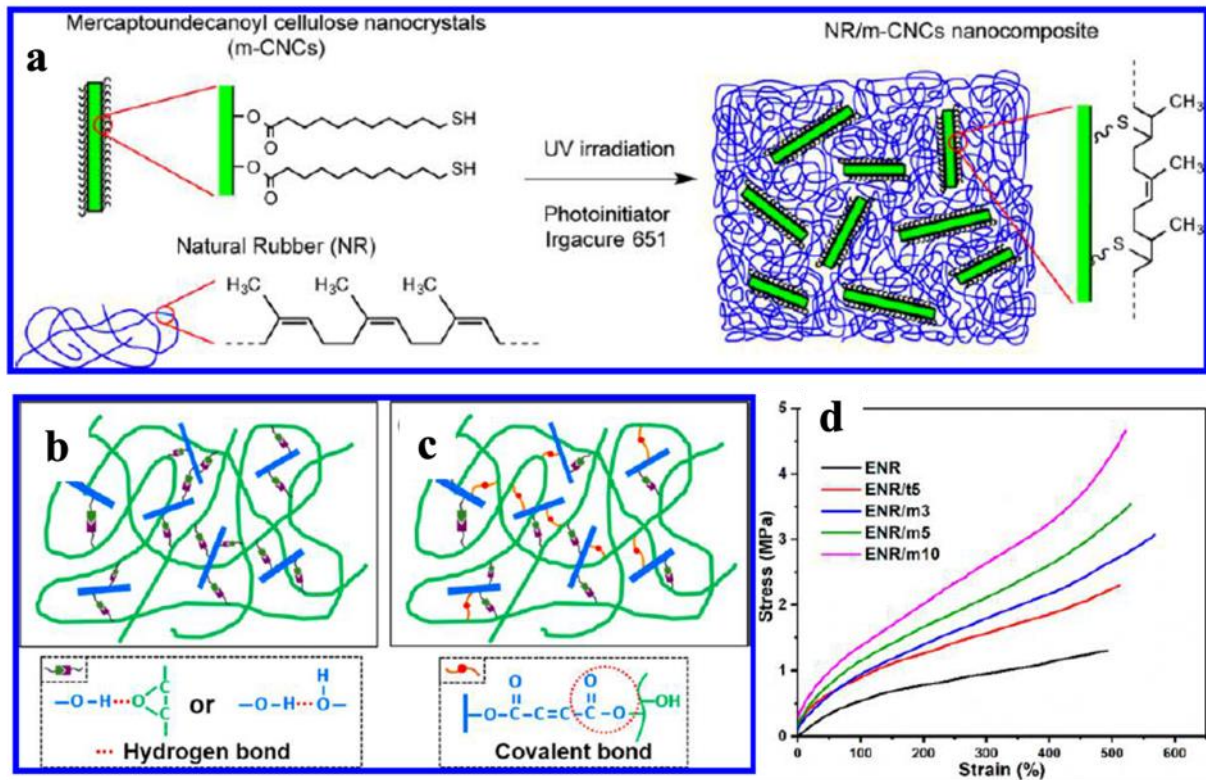 Mercaptoundecanoyl cellulose nanocrystals
(m-CNCs)
a
O
O
SH
O
O
SH
Natural Rubber (NR)
H₃C
H₃C
H₃C
UV irradiation
Photoinitiator
Irgacure 651
NR/m-CNCs nanocomposite
S
CH₃
CH₃
S
CH₃
b
–O–H O C C or –O–H O– H
Hydrogen bond
c
–O–C–C=C–C–O– OH
O O
Covalent bond
d
ENR
ENR/t5
ENR/m3
ENR/m5
ENR/m10
Stress (MPa)
5
4
3
2
1
0
0 100 200 300 400 500 600
Strain (%)